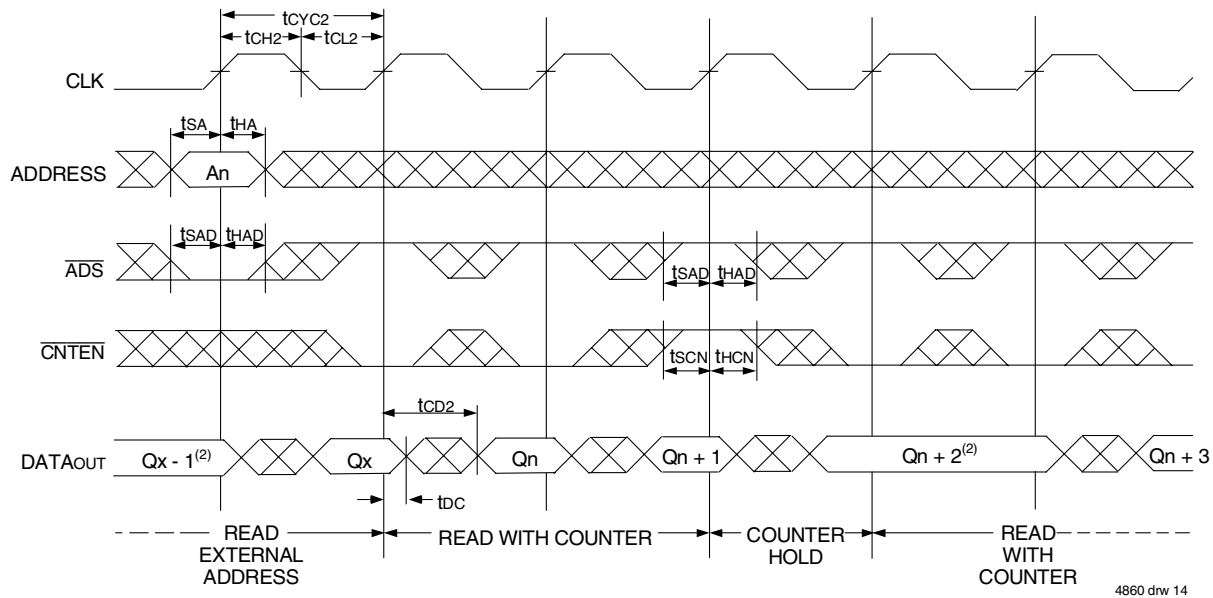 tCYC2
tCH2 tCL2
CLK
tSA tHA
ADDRESS An
tSAD tHAD
ADS
tSAD tHAD
CNTEN
tSCN tHCN
tCD2
DATAOUT Qx - 1(2) Qx Qn Qn + 1 Qn + 2(2) Qn + 3
tDC
READ EXTERNAL ADDRESS
READ WITH COUNTER
COUNTER HOLD
READ WITH COUNTER
4860 drw 14